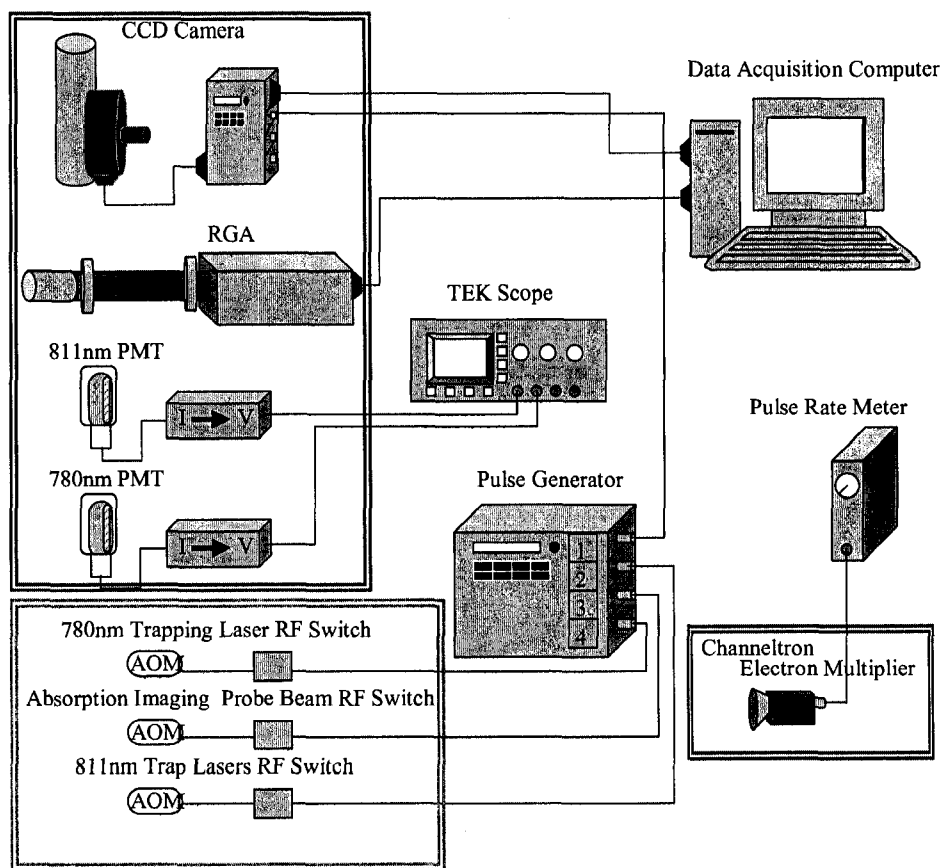 CCD Camera
Data Acquisition Computer
RGA
TEK Scope
811nm PMT
I V
Pulse Rate Meter
780nm PMT
I V
Pulse Generator
1
2
3
4
780nm Trapping Laser RF Switch
AOM
Absorption Imaging Probe Beam RF Switch
AOM
811nm Trap Lasers RF Switch
AOM
Channeltron
Electron Multiplier